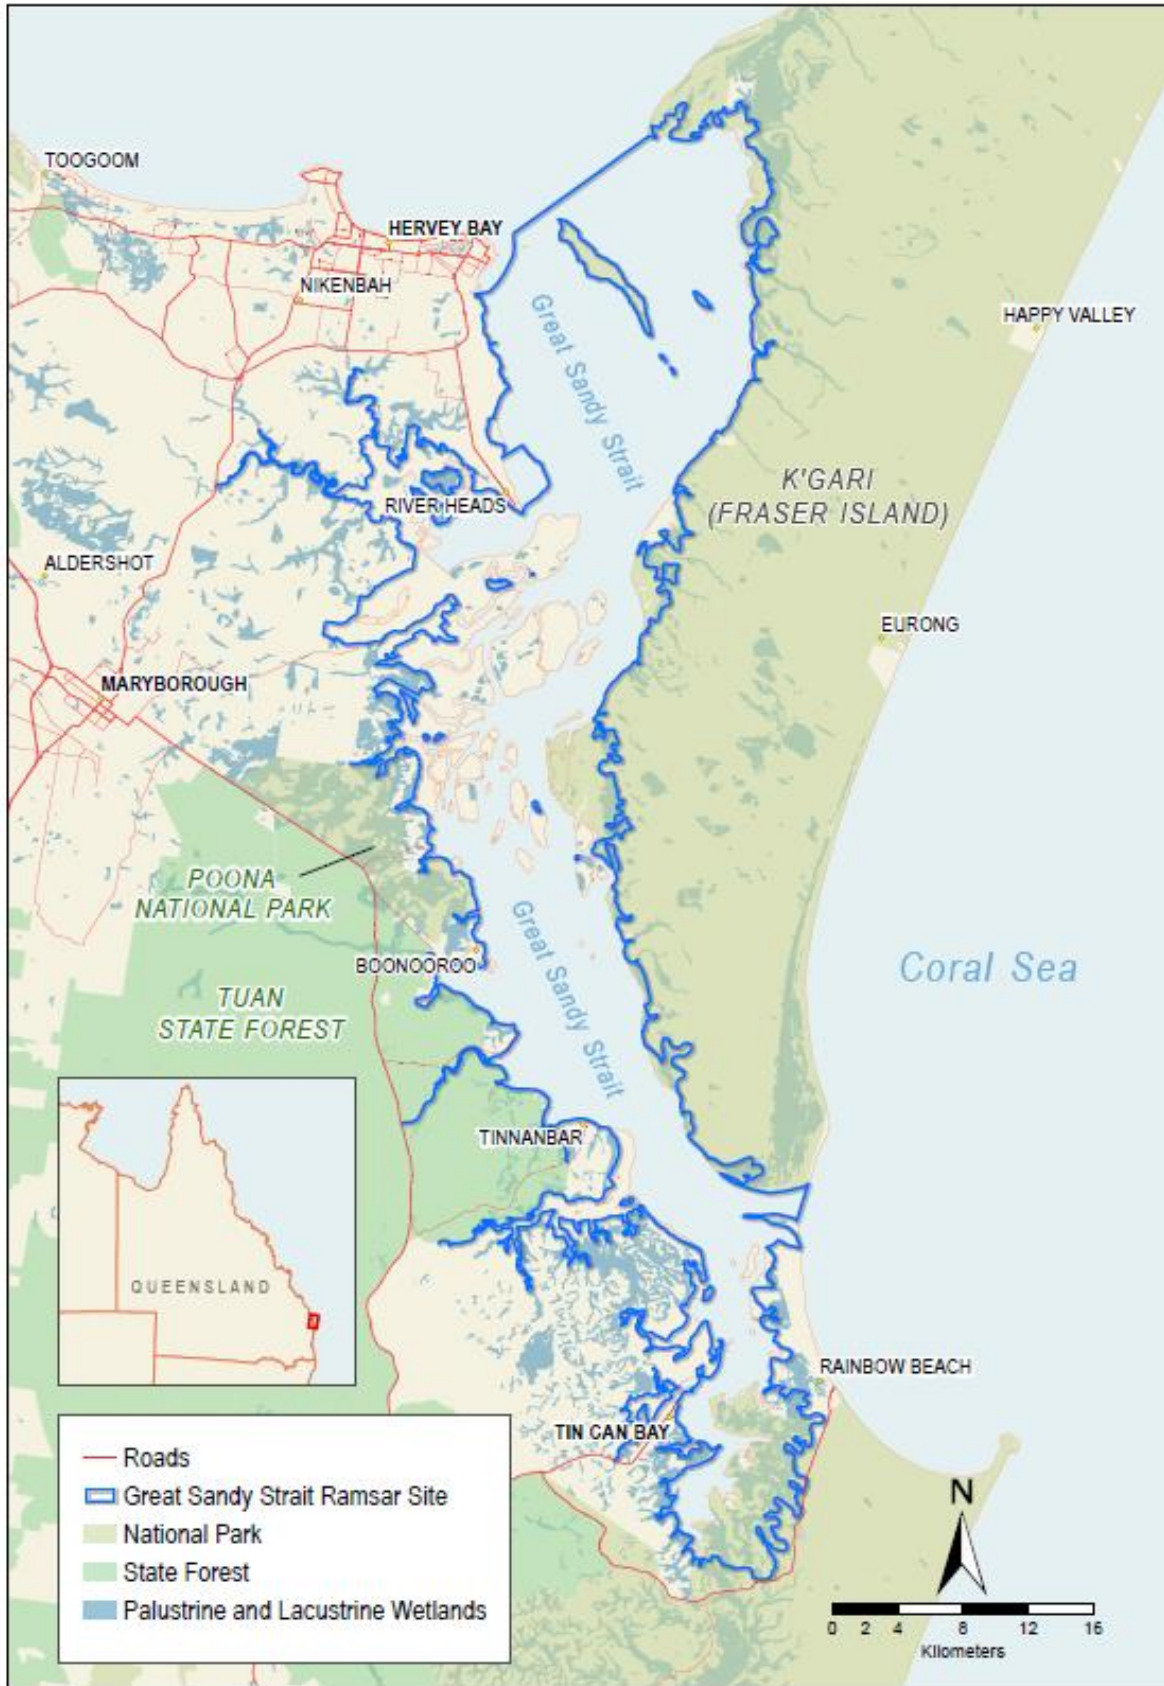 TOOGOOM
HERVEY BAY
NIKENBAH
Great Sandy Strait
HAPPY VALLEY
K'GARI
(FRASER ISLAND)
RIVER HEADS
ALDERSHOT
EURONG
MARYBOROUGH
POONA
NATIONAL PARK
Great Sandy Strait
BOONOOROO
Coral Sea
TUAN
STATE FOREST
TINNANBAR
QUEENSLAND
RAINBOW BEACH
TIN CAN BAY
Roads
Great Sandy Strait Ramsar Site
National Park
State Forest
Palustrine and Lacustrine Wetlands
N
0 2 4 8 12 16
Kilometers